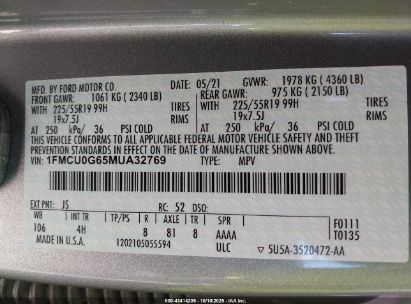 MFD. BY FORD MOTOR CO. 05/21 GVWR: 1978 KG ( 4360 LB)
FRONT GAWR: 1061 KG ( 2340 LB) REAR GAWR: 975 KG ( 2150 LB)
225/55R19 99H TIRES 225/55R19 99H TIRES
19x7.5J RIMS 19x7.5J RIMS
AT 250 kPa/ 36 PSI COLD AT 250 kPa/ 36 PSI COLD
THIS VEHICLE CONFORMS TO ALL APPLICABLE FEDERAL MOTOR VEHICLE SAFETY
STANDARDS IN EFFECT ON THE DATE OF MANUFACTURE SHOWN ABOVE.
VIN: 1FMCU0G65MUA32769 TYPE: MPV
EXT PNT: JS RC: 52 DSO:
WB INT TR TP/PS R AXLE TR SPR F0111
106 4H 8 81 8 AAAA T0135
MADE IN U.S.A. 1202105055594 ULC 5U5A-3520472-AA